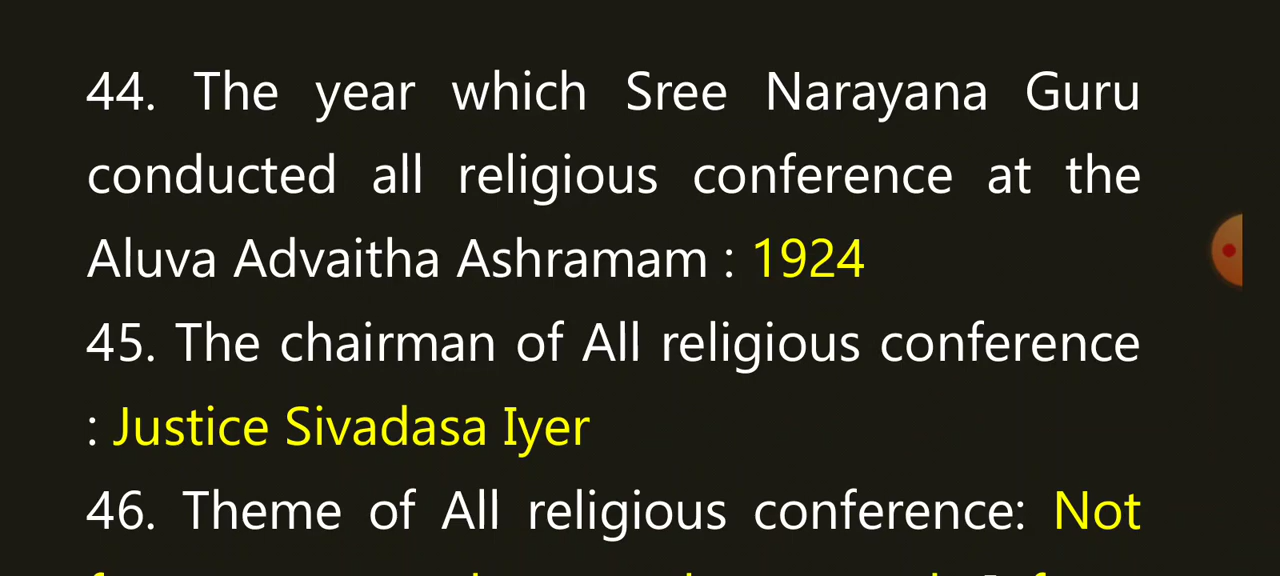 44. The year which Sree Narayana Guru
conducted all religious conference at the
Aluva Advaitha Ashramam : 1924
45. The chairman of All religious conference
: Justice Sivadasa Iyer
46. Theme of All religious conference: Not